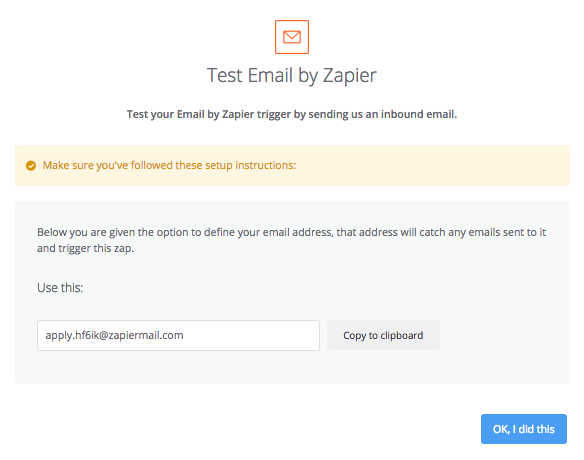 Test Email by Zapier
Test your Email by Zapier trigger by sending us an inbound email.
Make sure you've followed these setup instructions:
Below you are given the option to define your email address, that address will catch any emails sent to it
and trigger this zap.
Use this:
apply.hf6ik@zapiermail.com
Copy to clipboard
OK, I did this